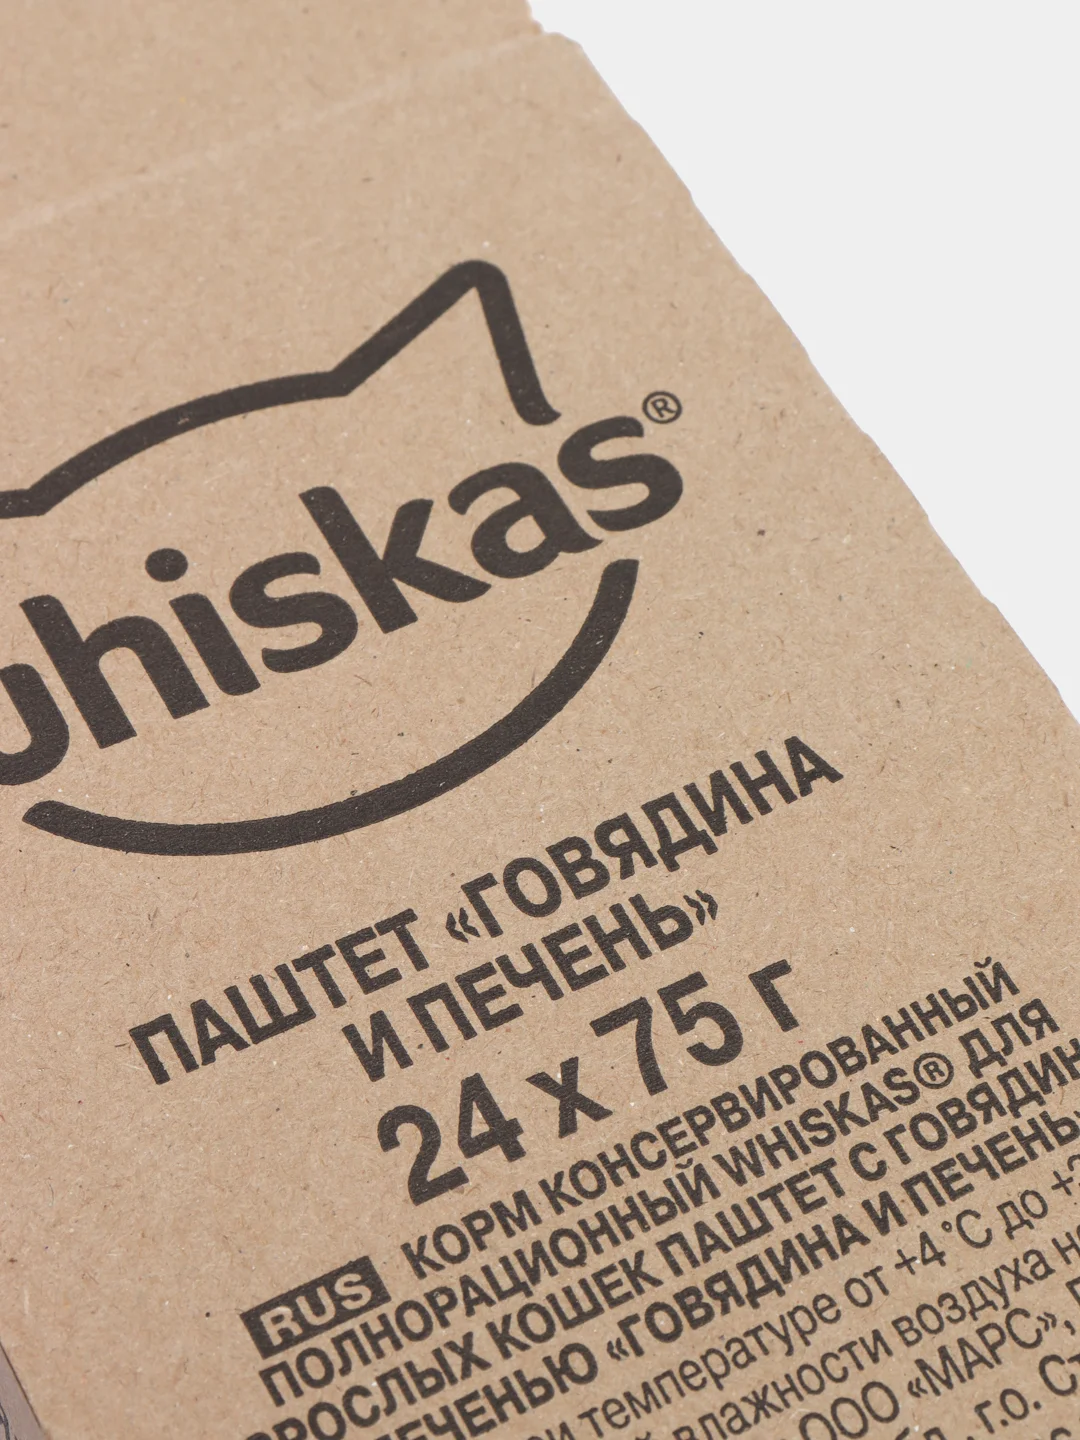 whiskas®
ПАШТЕТ «ГОВЯДИНА
И ПЕЧЕНЬ»
24 x 75 г
RUS КОРМ КОНСЕРВИРОВАННЫЙ
ПОЛНОРАЦИОННЫЙ WHISKAS® ДЛЯ
ВЗРОСЛЫХ КОШЕК ПАШТЕТ С ГОВЯДИН
ПЕЧЕНЬЮ «ГОВЯДИНА И ПЕЧЕНЬ
температуре от +4°C до
влажности воздуха
ООО «МАРС»,
г.о.